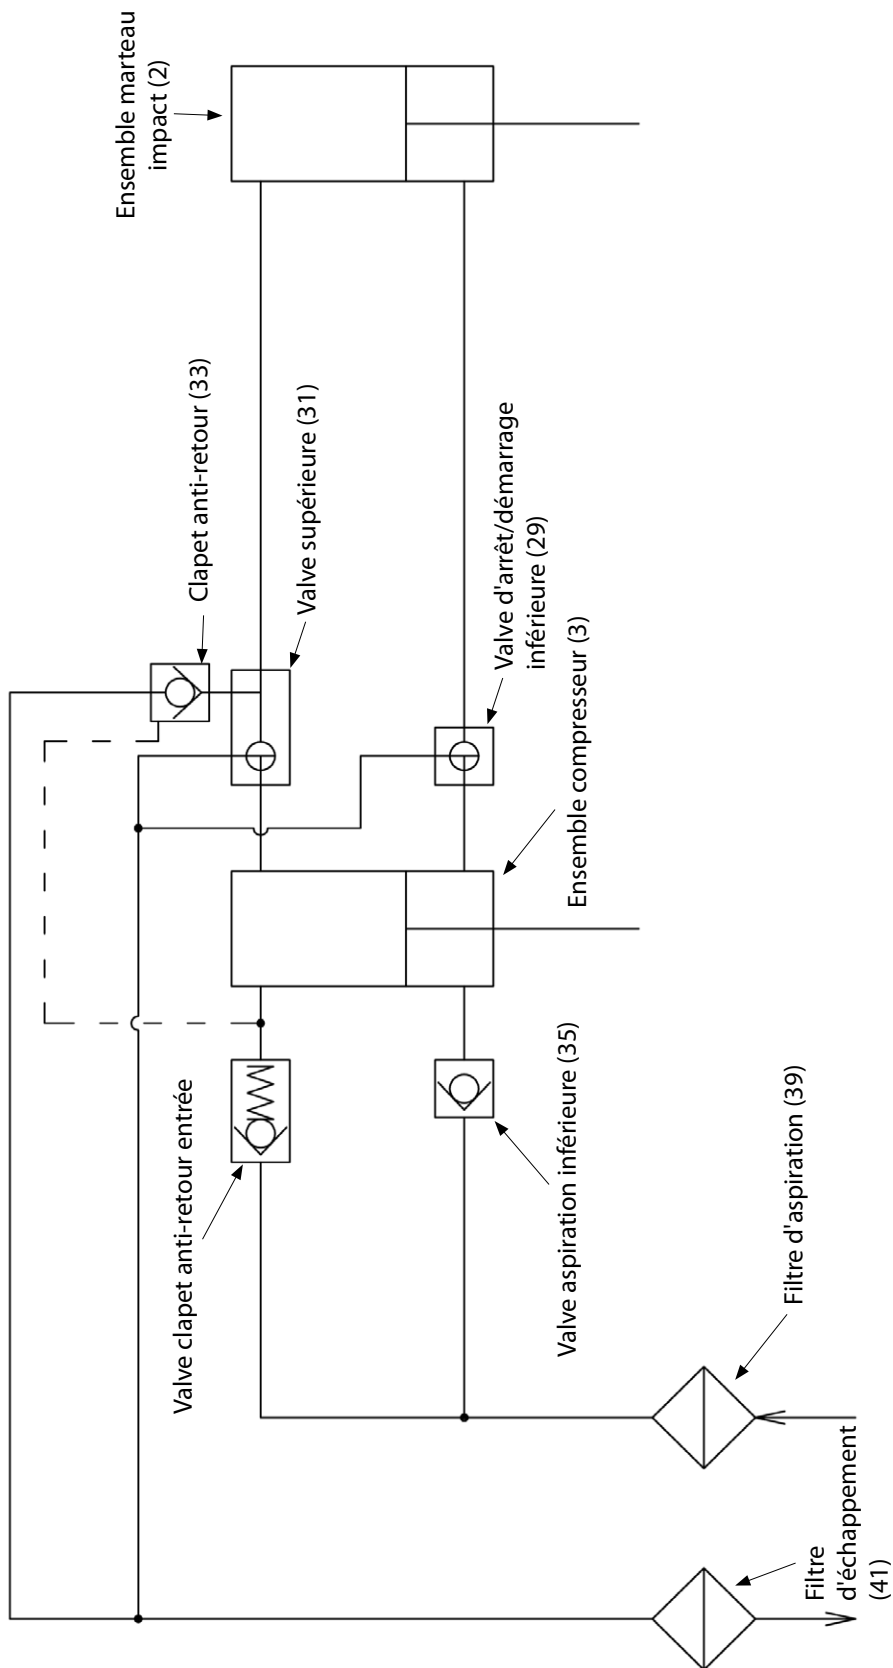 Ensemble marteau
impact (2)
Clapet anti-retour (33)
Valve supérieure (31)
Valve d'arrêt/démarrage
inférieure (29)
Ensemble compresseur (3)
Valve clapet anti-retour entrée
Valve aspiration inférieure (35)
Filtre d'aspiration (39)
Filtre
d'échappement
(41)